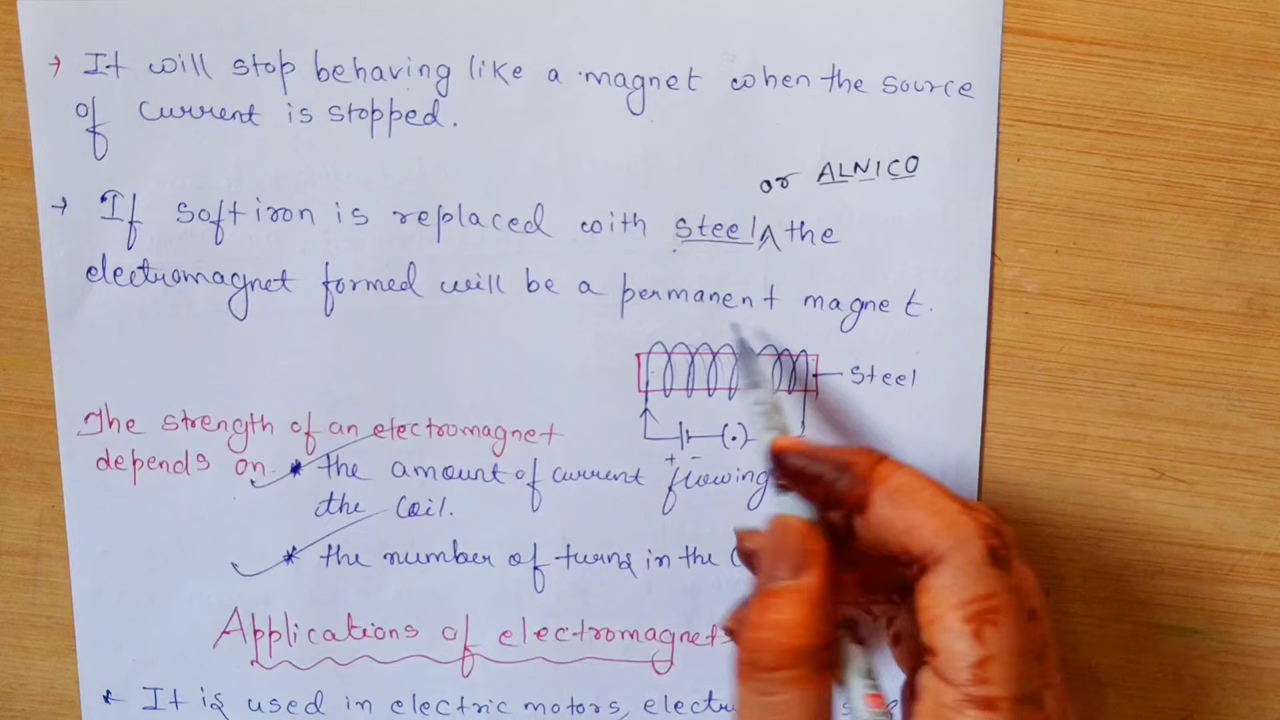 → It will stop behaving like a magnet when the source
of current is stopped.
or ALNICO
→ If soft iron is replaced with steel ^ the
electromagnet formed will be a permanent magnet.
Steel
The strength of an electromagnet
depends on * the amount of current flowing
+ -
the coil.
* the number of turns in the
Applications of electromagnets
* It is used in electric motors,